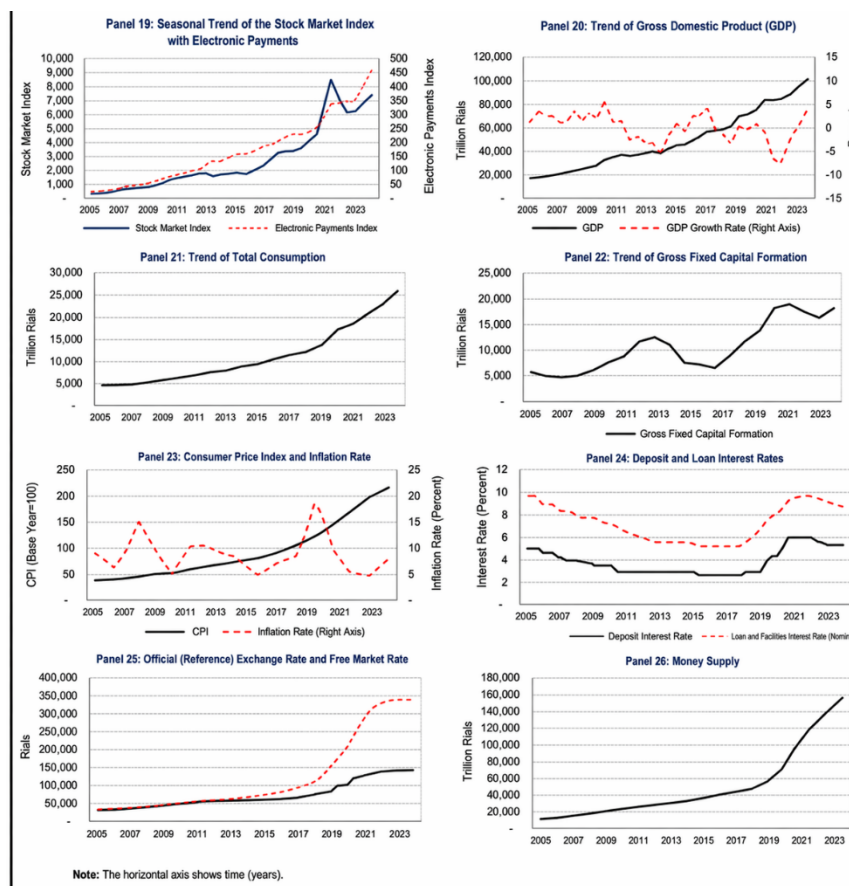 Panel 19: Seasonal Trend of the Stock Market Index
with Electronic Payments
Stock Market Index
10,000
9,000
8,000
7,000
6,000
5,000
4,000
3,000
2,000
1,000
-
500
450
400
350
300
250
200
150
100
50
-
Electronic Payments Index
2005 2007 2009 2011 2013 2015 2017 2019 2021 2023
Stock Market Index Electronic Payments Index
Panel 20: Trend of Gross Domestic Product (GDP)
Trillion Rials
120,000
100,000
80,000
60,000
40,000
20,000
-
15
10
5
0
-5
-10
-15
2005 2007 2009 2011 2013 2014 2015 2017 2019 2021 2023
GDP GDP Growth Rate (Right Axis)
Panel 21: Trend of Total Consumption
Trillion Rials
30,000
25,000
20,000
15,000
10,000
5,000
-
2005 2007 2009 2011 2013 2015 2017 2019 2021 2023
Panel 22: Trend of Gross Fixed Capital Formation
Trillion Rials
25,000
20,000
15,000
10,000
5,000
-
2005 2007 2009 2011 2013 2015 2017 2019 2021 2023
Gross Fixed Capital Formation
Panel 23: Consumer Price Index and Inflation Rate
CPI (Base Year=100)
250
200
150
100
50
-
25
20
15
10
5
-
Inflation Rate (Percent)
2005 2007 2009 2011 2013 2015 2017 2019 2021 2023
CPI Inflation Rate (Right Axis)
Panel 24: Deposit and Loan Interest Rates
Interest Rate (Percent)
12
10
8
6
4
2
-
2005 2007 2009 2011 2013 2015 2017 2019 2021 2023
Deposit Interest Rate Loan and Facilities Interest Rate (Nomin
Panel 25: Official (Reference) Exchange Rate and Free Market Rate
Rials
400,000
350,000
300,000
250,000
200,000
150,000
100,000
50,000
-
2005 2007 2009 2011 2013 2015 2017 2019 2021 2023
Panel 26: Money Supply
Trillion Rials
180,000
160,000
140,000
120,000
100,000
80,000
60,000
40,000
20,000
-
2005 2007 2009 2011 2013 2015 2017 2019 2021 2023
Note: The horizontal axis shows time (years).